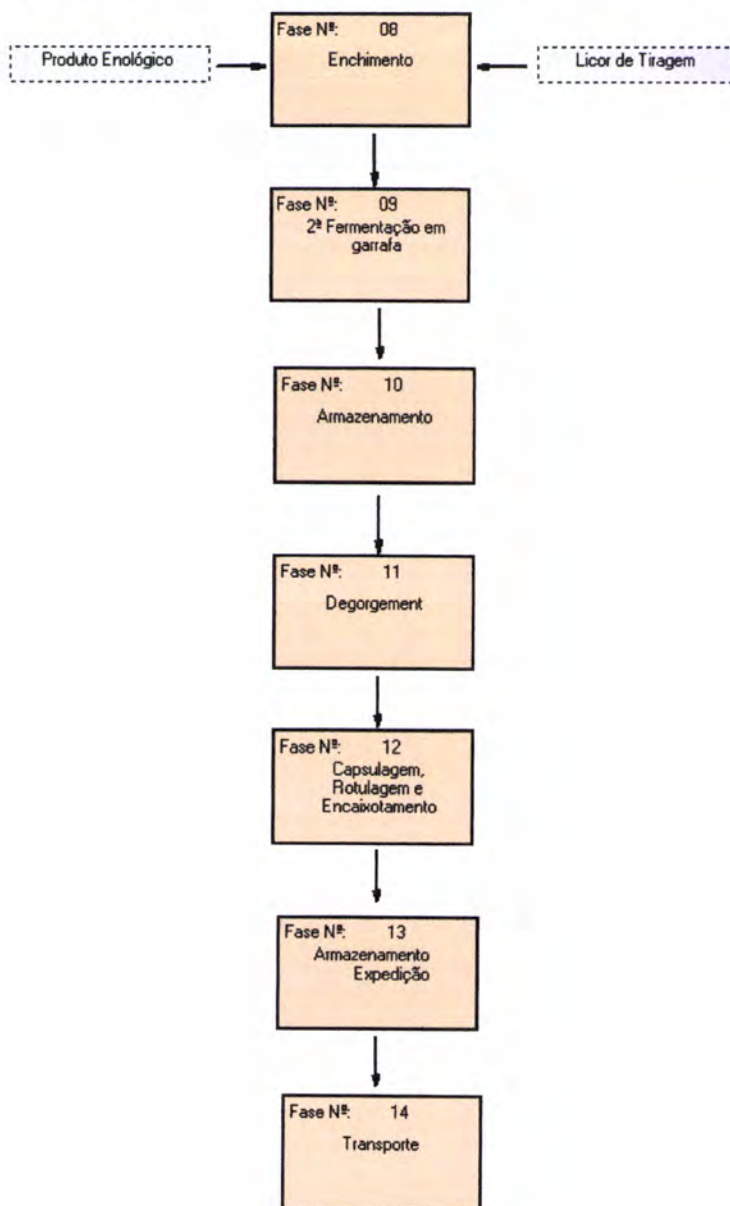 Fase Nº: 08
Enchimento
Produto Enológico
Licor de Tiragem
Fase Nº: 09
2ª Fermentação em
garrafa
Fase Nº: 10
Armazenamento
Fase Nº: 11
Degorgement
Fase Nº: 12
Capsulagem,
Rotulagem e
Encaixotamento
Fase Nº: 13
Armazenamento
Expedição
Fase Nº: 14
Transporte